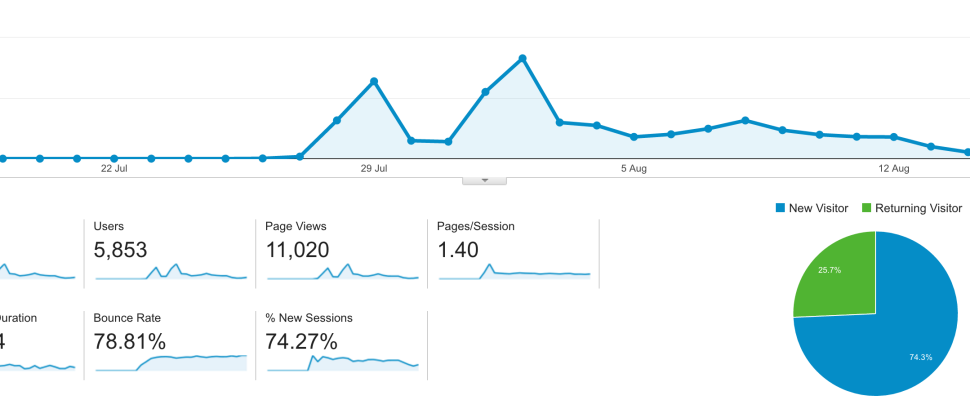 22 Jul
29 Jul
5 Aug
12 Aug
New Visitor
Returning Visitor
Users
Page Views
Pages/Session
5,853
11,020
1.40
25.7%
74.3%
uration
Bounce Rate
% New Sessions
4
78.81%
74.27%